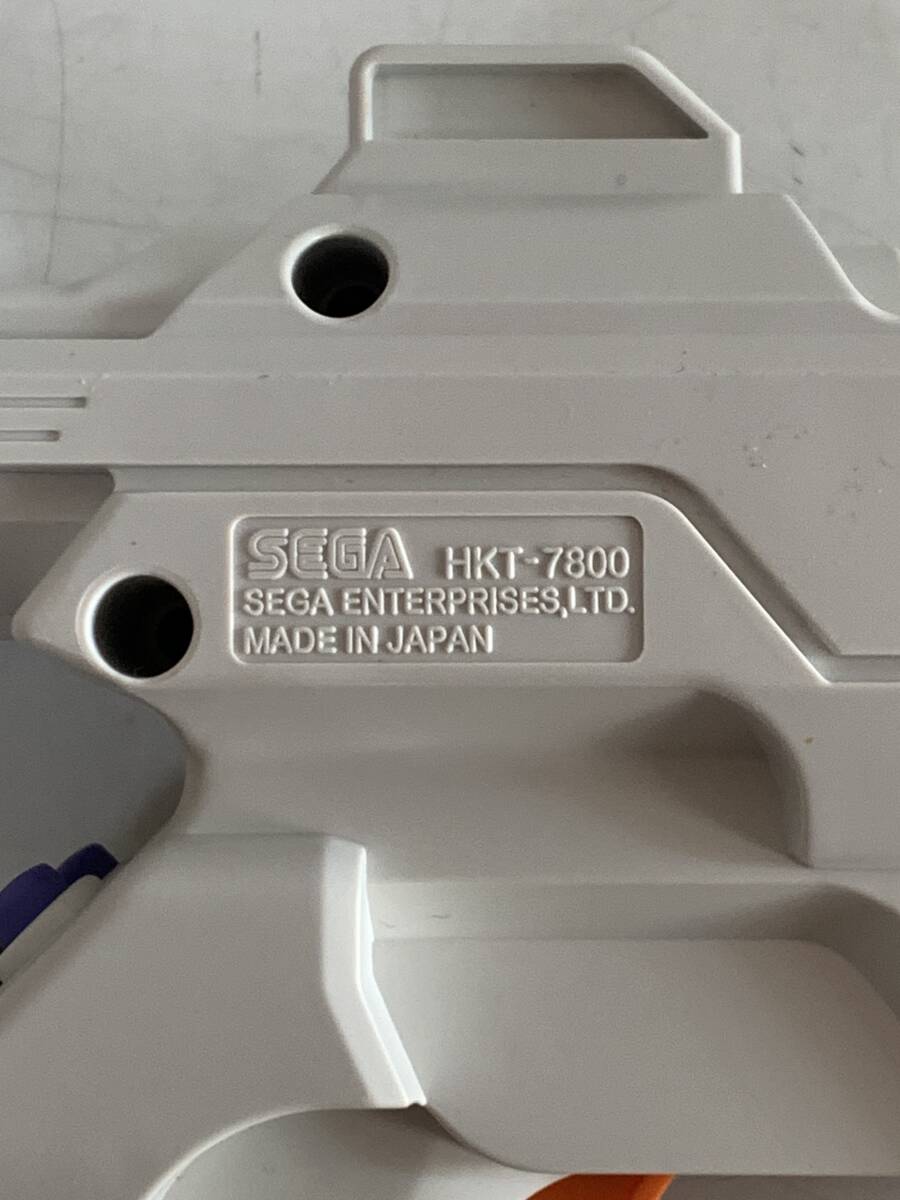 SEGA HKT-7800
SEGA ENTERPRISES,LTD.
MADE IN JAPAN